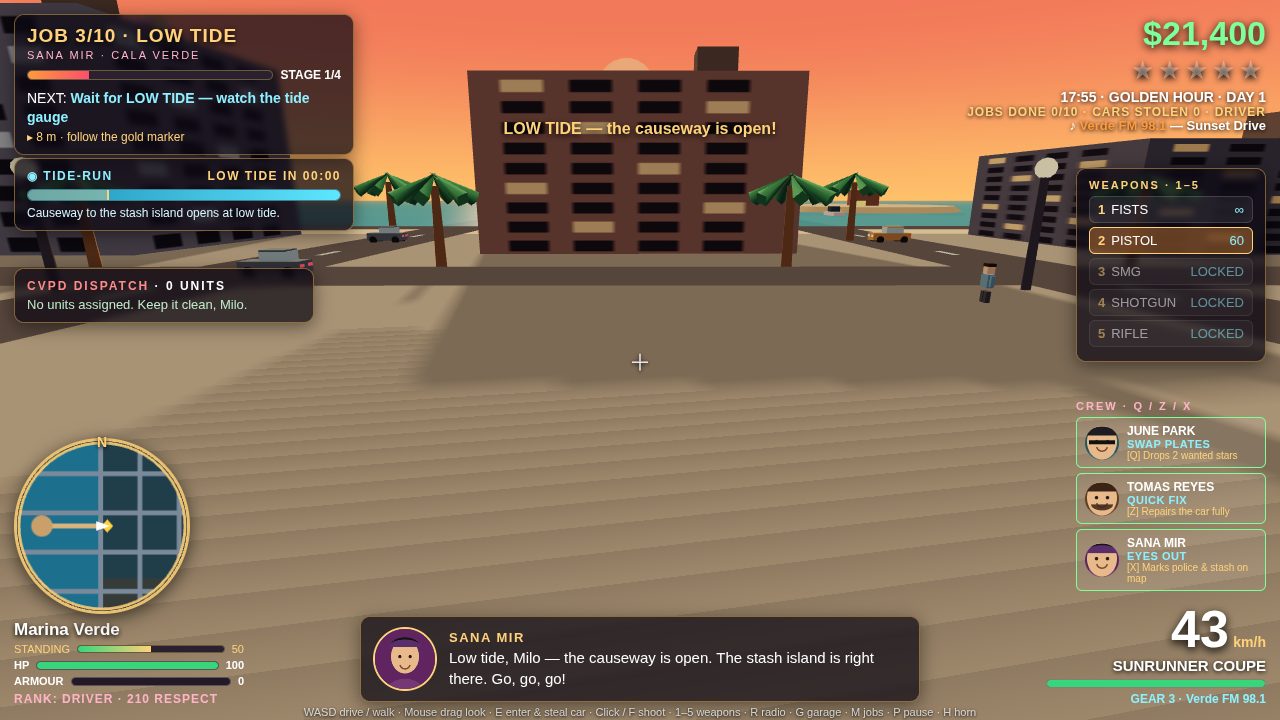 JOB 3/10 · LOW TIDE
SANA MIR · CALA VERDE
STAGE 1/4
NEXT: Wait for LOW TIDE — watch the tide
gauge
▸ 8 m · follow the gold marker
◉ TIDE-RUN LOW TIDE IN 00:00
Causeway to the stash island opens at low tide.
CVPD DISPATCH · 0 UNITS
No units assigned. Keep it clean, Milo.
LOW TIDE — the causeway is open!
$21,400
★ ★ ★ ★ ★
17:55 · GOLDEN HOUR · DAY 1
JOBS DONE 0/10 · CARS STOLEN 0 · DRIVER
♪ Verde FM 98.1 — Sunset Drive
WEAPONS · 1–5
1 FISTS ∞
2 PISTOL 60
3 SMG LOCKED
4 SHOTGUN LOCKED
5 RIFLE LOCKED
CREW · Q / Z / X
JUNE PARK
SWAP PLATES
[Q] Drops 2 wanted stars
TOMAS REYES
QUICK FIX
[Z] Repairs the car fully
SANA MIR
EYES OUT
[X] Marks police & stash on
map
N
Marina Verde
STANDING 50
HP 100
ARMOUR 0
RANK: DRIVER · 210 RESPECT
SANA MIR
Low tide, Milo — the causeway is open. The stash island is right
there. Go, go, go!
43 km/h
SUNRUNNER COUPE
GEAR 3 · Verde FM 98.1
WASD drive / walk · Mouse drag look · E enter & steal car · Click / F shoot · 1–5 weapons · R radio · G garage · M jobs · P pause · H horn